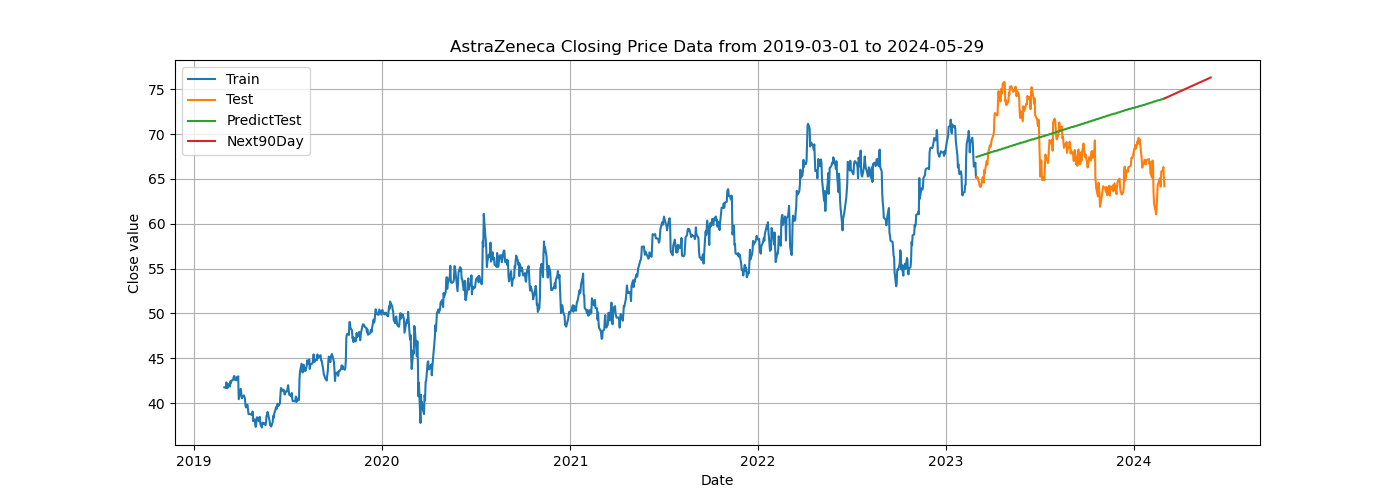 AstraZeneca Closing Price Data from 2019-03-01 to 2024-05-29
Train
Test
PredictTest
Next90Day
Close value
75
70
65
60
55
50
45
40
2019 2020 2021 2022 2023 2024
Date